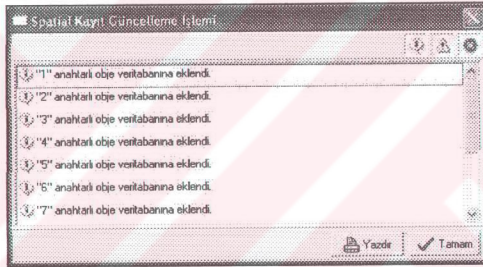 Spatial Kayıt Güncelleme İşlemi
"1" anahtarlı obje veritabanına eklendi.
"2" anahtarlı obje veritabanına eklendi.
"3" anahtarlı obje veritabanına eklendi.
"4" anahtarlı obje veritabanına eklendi.
"5" anahtarlı obje veritabanına eklendi.
"6" anahtarlı obje veritabanına eklendi.
"7" anahtarlı obje veritabanına eklendi.
Yazdır
Tamam